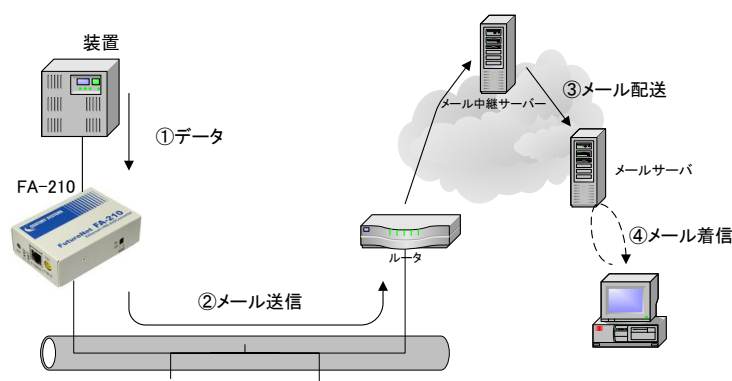 装置
①データ
FA-210
FutureNet FA-210
②メール送信
ルータ
メール中継サーバー
③メール配送
メールサーバ
④メール着信